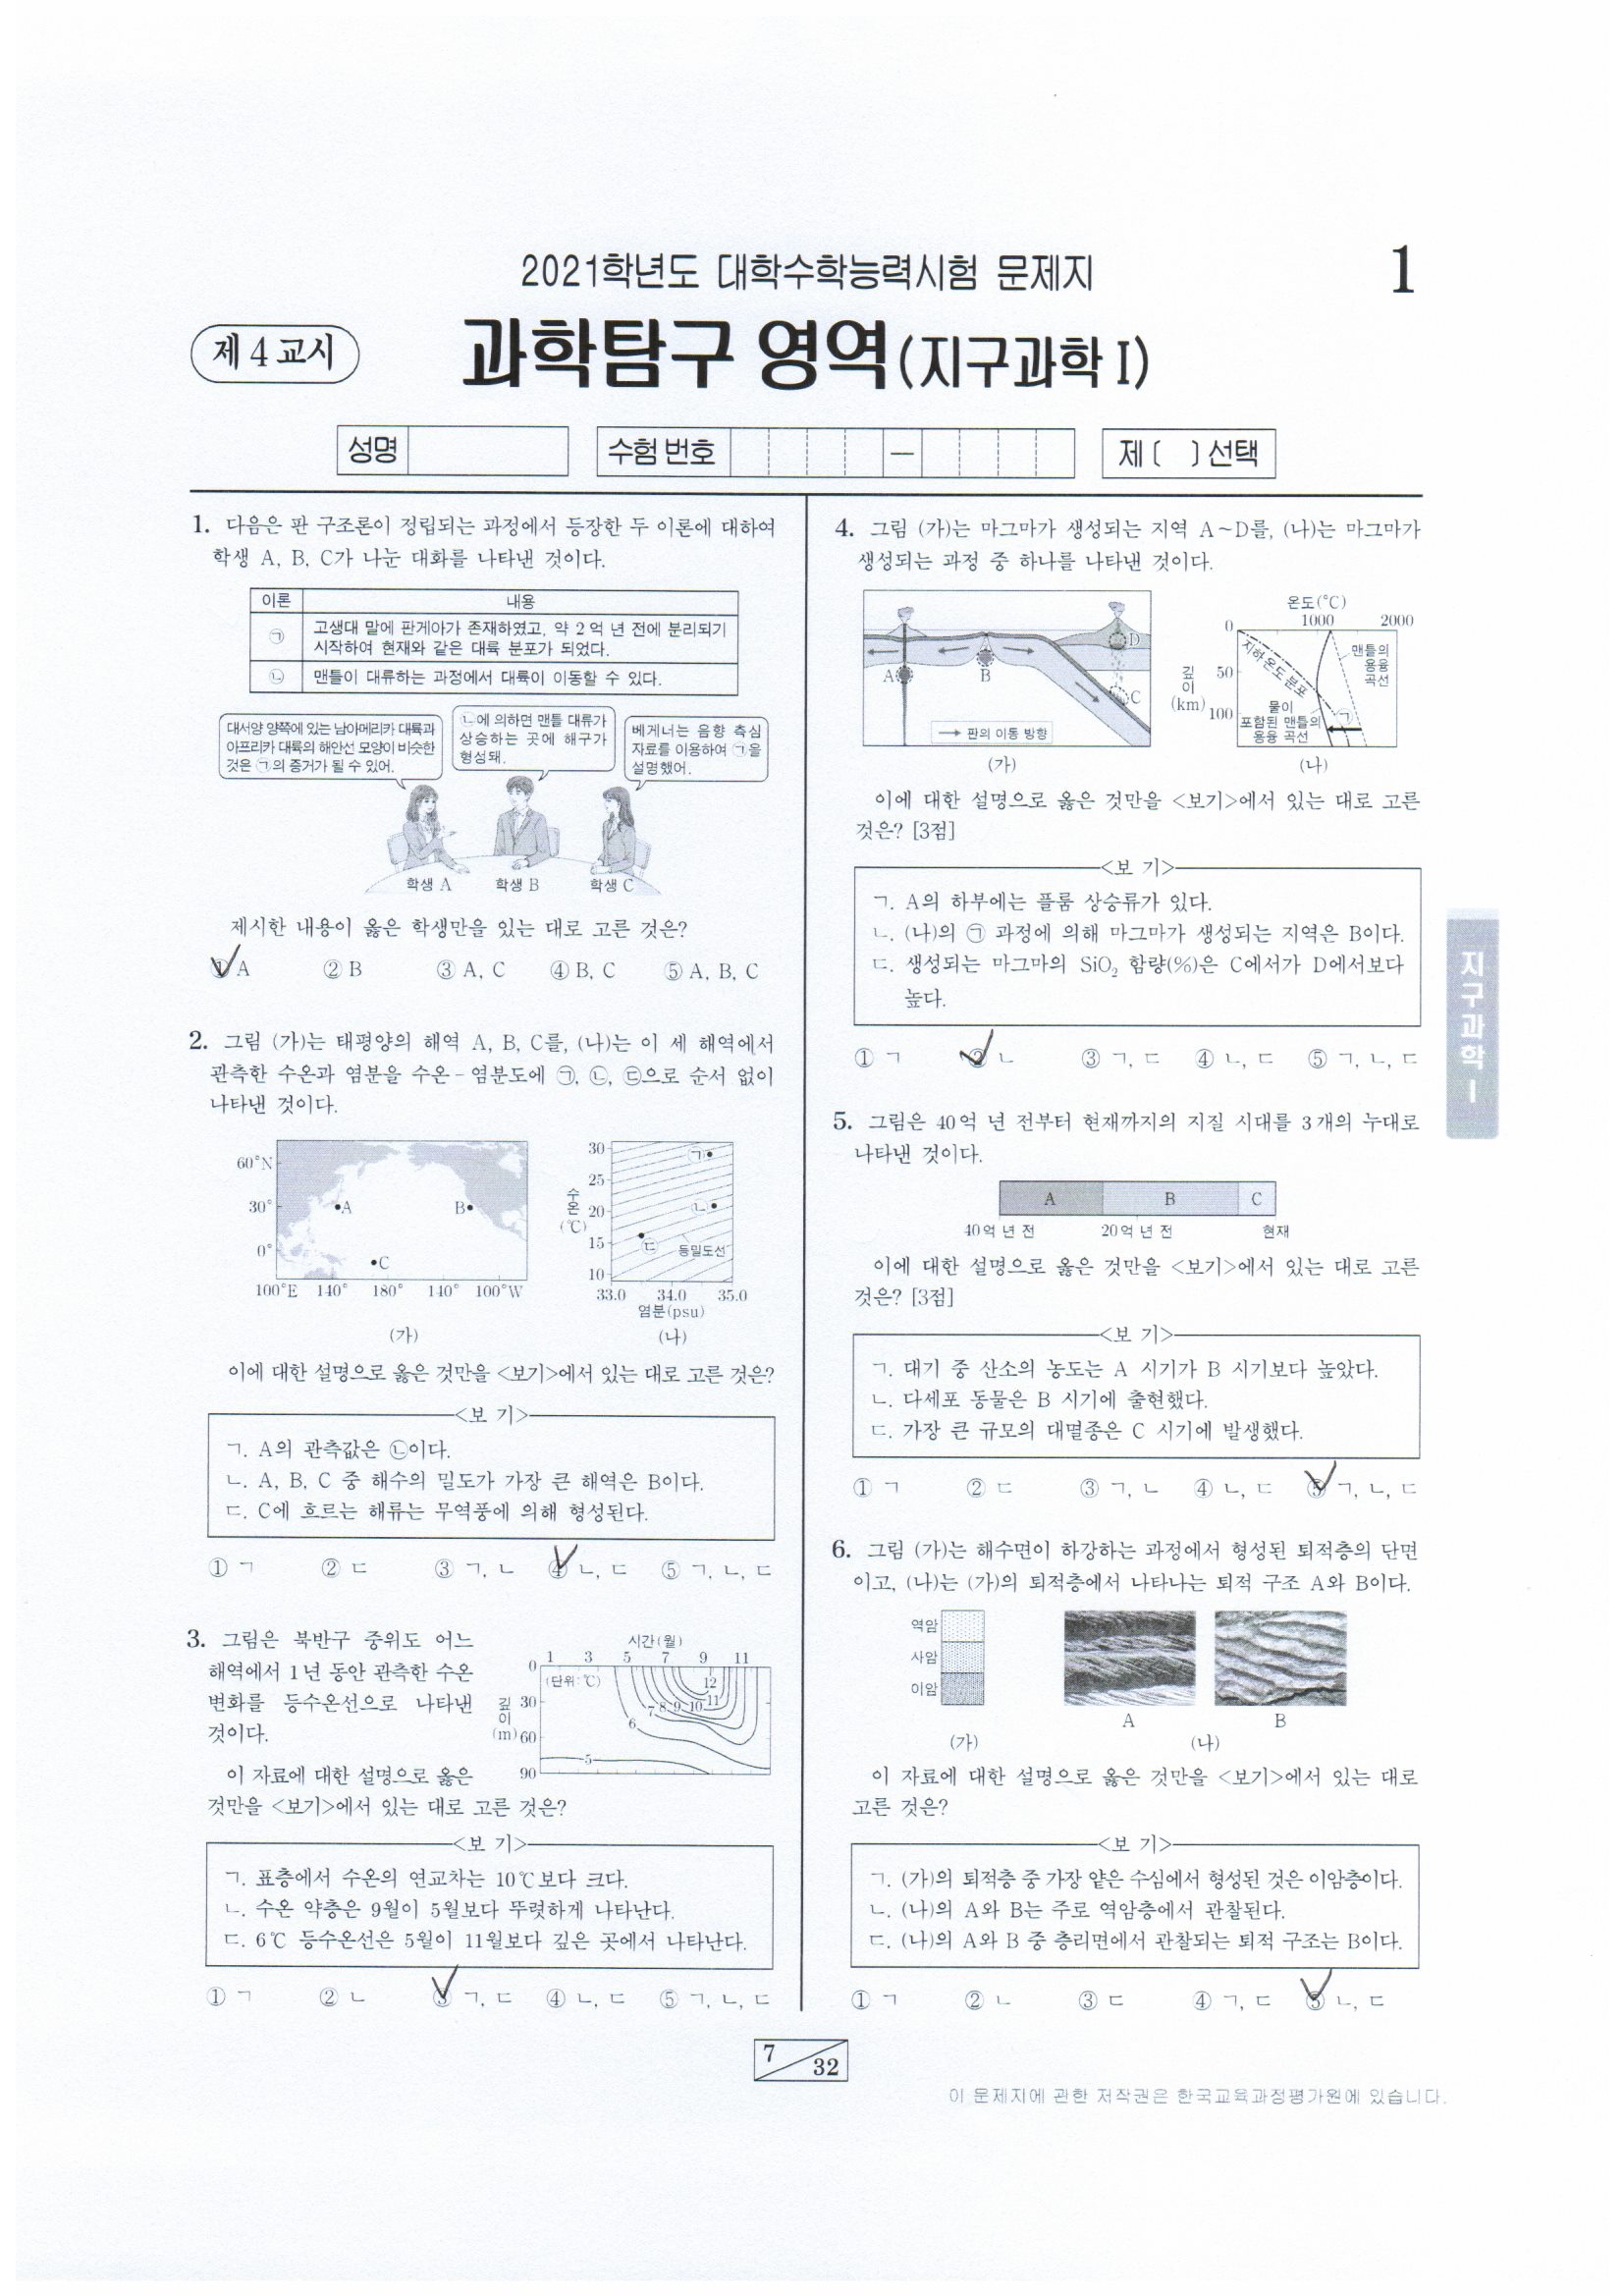 2021학년도 대학수학능력시험 문제지
1
제 4 교시
과학탐구 영역(지구과학 I)
성명
수험 번호
—
제 [ ] 선택
1. 다음은 판 구조론이 정립되는 과정에서 등장한 두 이론에 대하여
학생 A, B, C가 나눈 대화를 나타낸 것이다.
이론 내용
㉠ 고생대 말에 판게아가 존재하였고, 약 2억 년 전에 분리되기
시작하여 현재와 같은 대륙 분포가 되었다.
㉡ 맨틀이 대류하는 과정에서 대륙이 이동할 수 있다.
대서양 양쪽에 있는 남아메리카 대륙과
아프리카 대륙의 해안선 모양이 비슷한
것은 ㉠의 증거가 될 수 있어.
㉡에 의하면 맨틀 대류가
상승하는 곳에 해구가
형성돼.
베게너는 음향 측심
자료를 이용하여 ㉠을
설명했어.
학생 A 학생 B 학생 C
제시한 내용이 옳은 학생만을 있는 대로 고른 것은?
① A ② B ③ A, C ④ B, C ⑤ A, B, C
2. 그림 (가)는 태평양의 해역 A, B, C를, (나)는 이 세 해역에서
관측한 수온과 염분을 수온-염분도에 ㉠, ㉡, ㉢으로 순서 없이
나타낸 것이다.
60°N
30°
0°
A
B
C
100°E 140° 180° 140° 100°W
(가)
수온(℃)
30
25
20
15
10
㉠
㉡
㉢
등밀도선
33.0 34.0 35.0
염분(psu)
(나)
이에 대한 설명으로 옳은 것만을 <보기>에서 있는 대로 고른 것은?
<보 기>
ㄱ. A의 관측값은 ㉡이다.
ㄴ. A, B, C 중 해수의 밀도가 가장 큰 해역은 B이다.
ㄷ. C에 흐르는 해류는 무역풍에 의해 형성된다.
① ㄱ ② ㄷ ③ ㄱ, ㄴ ④ ㄴ, ㄷ ⑤ ㄱ, ㄴ, ㄷ
3. 그림은 북반구 중위도 어느
해역에서 1년 동안 관측한 수온
변화를 등수온선으로 나타낸
것이다.
시간(월)
1 3 5 7 9 11
(단위: ℃)
깊이(m)
0
30
60
90
12
11
10
9
8
7
6
5
이 자료에 대한 설명으로 옳은
것만을 <보기>에서 있는 대로 고른 것은?
<보 기>
ㄱ. 표층에서 수온의 연교차는 10℃보다 크다.
ㄴ. 수온 약층은 9월이 5월보다 뚜렷하게 나타난다.
ㄷ. 6℃ 등수온선은 5월이 11월보다 깊은 곳에서 나타난다.
① ㄱ ② ㄴ ③ ㄱ, ㄷ ④ ㄴ, ㄷ ⑤ ㄱ, ㄴ, ㄷ
4. 그림 (가)는 마그마가 생성되는 지역 A~D를, (나)는 마그마가
생성되는 과정 중 하나를 나타낸 것이다.
A
B
C
D
→ 판의 이동 방향
(가)
온도(℃)
0 1000 2000
깊이(km)
50
100
지하 온도 분포
맨틀의
용융
곡선
물이
포함된 맨틀의
용융 곡선
㉠
(나)
이에 대한 설명으로 옳은 것만을 <보기>에서 있는 대로 고른
것은? [3점]
<보 기>
ㄱ. A의 하부에는 플룸 상승류가 있다.
ㄴ. (나)의 ㉠ 과정에 의해 마그마가 생성되는 지역은 B이다.
ㄷ. 생성되는 마그마의 SiO₂ 함량(%)은 C에서가 D에서보다
높다.
① ㄱ ② ㄴ ③ ㄱ, ㄷ ④ ㄴ, ㄷ ⑤ ㄱ, ㄴ, ㄷ
5. 그림은 40억 년 전부터 현재까지의 지질 시대를 3개의 누대로
나타낸 것이다.
A B C
40억 년 전 20억 년 전 현재
이에 대한 설명으로 옳은 것만을 <보기>에서 있는 대로 고른
것은? [3점]
<보 기>
ㄱ. 대기 중 산소의 농도는 A 시기가 B 시기보다 높았다.
ㄴ. 다세포 동물은 B 시기에 출현했다.
ㄷ. 가장 큰 규모의 대멸종은 C 시기에 발생했다.
① ㄱ ② ㄷ ③ ㄱ, ㄴ ④ ㄴ, ㄷ ⑤ ㄱ, ㄴ, ㄷ
6. 그림 (가)는 해수면이 하강하는 과정에서 형성된 퇴적층의 단면
이고, (나)는 (가)의 퇴적층에서 나타나는 퇴적 구조 A와 B이다.
역암
사암
이암
(가)
A B
(나)
이 자료에 대한 설명으로 옳은 것만을 <보기>에서 있는 대로
고른 것은?
<보 기>
ㄱ. (가)의 퇴적층 중 가장 얕은 수심에서 형성된 것은 이암층이다.
ㄴ. (나)의 A와 B는 주로 역암층에서 관찰된다.
ㄷ. (나)의 A와 B 중 층리면에서 관찰되는 퇴적 구조는 B이다.
① ㄱ ② ㄴ ③ ㄷ ④ ㄱ, ㄷ ⑤ ㄴ, ㄷ
지구과학 I
7 32
이 문제지에 관한 저작권은 한국교육과정평가원에 있습니다.